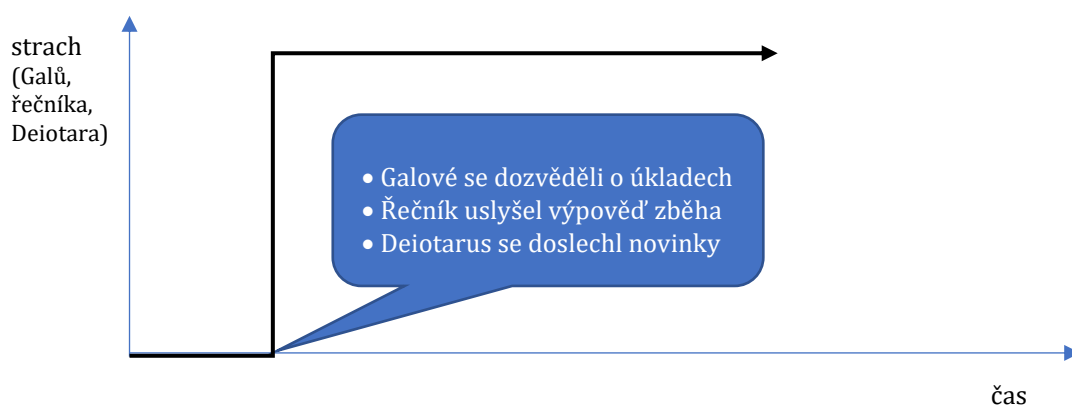 strach
(Galů,
řečníka,
Deiotara)
• Galové se dozvěděli o úkladech
• Řečník uslyšel výpověď zběha
• Deiotarus se doslechl novinky
čas